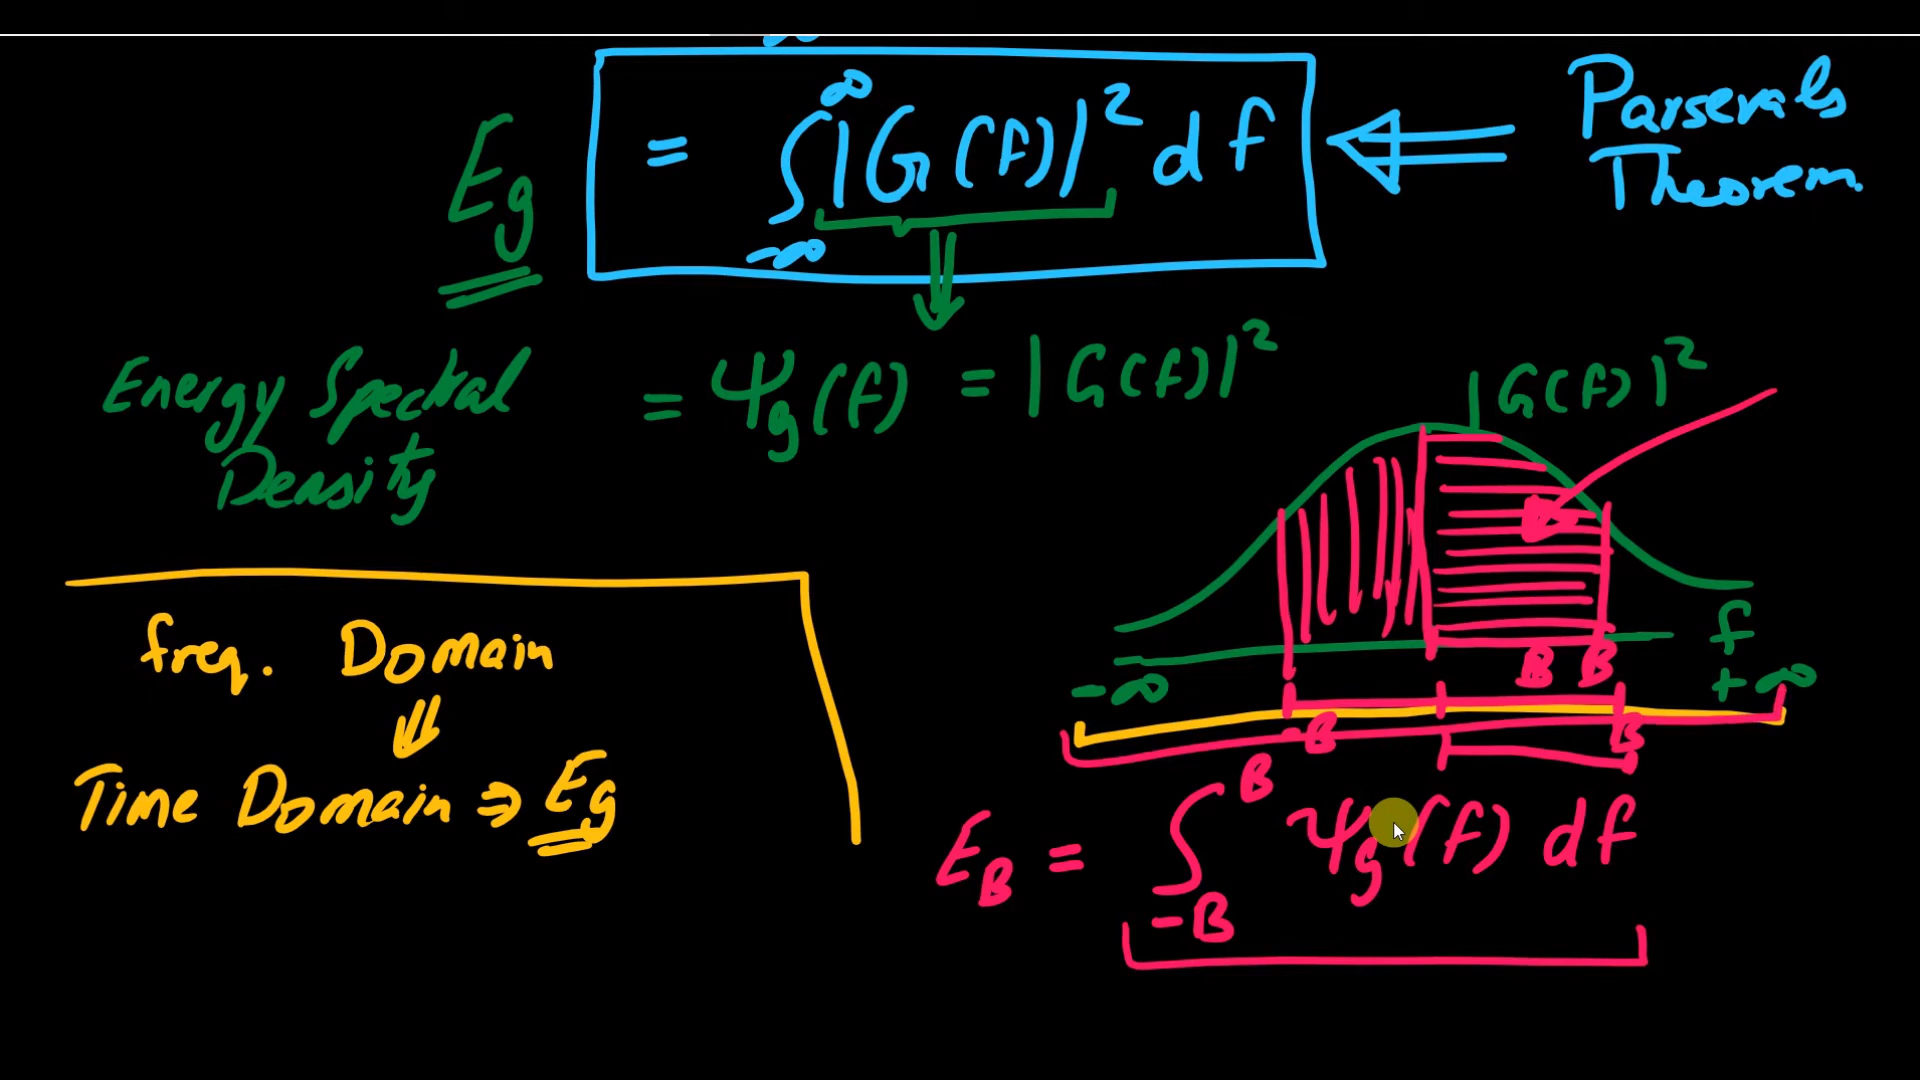 Eg = ∫_{-∞}^{∞} |G(f)|² df
Parseval's
Theorem.
Energy Spectral
Density
= Ψg(f) = |G(f)|²
|G(f)|²
f
-∞
B B
+∞
-B
B
freq. Domain
⇓
Time Domain ⇒ Eg
E_B = ∫_{-B}^{B} Ψg(f) df